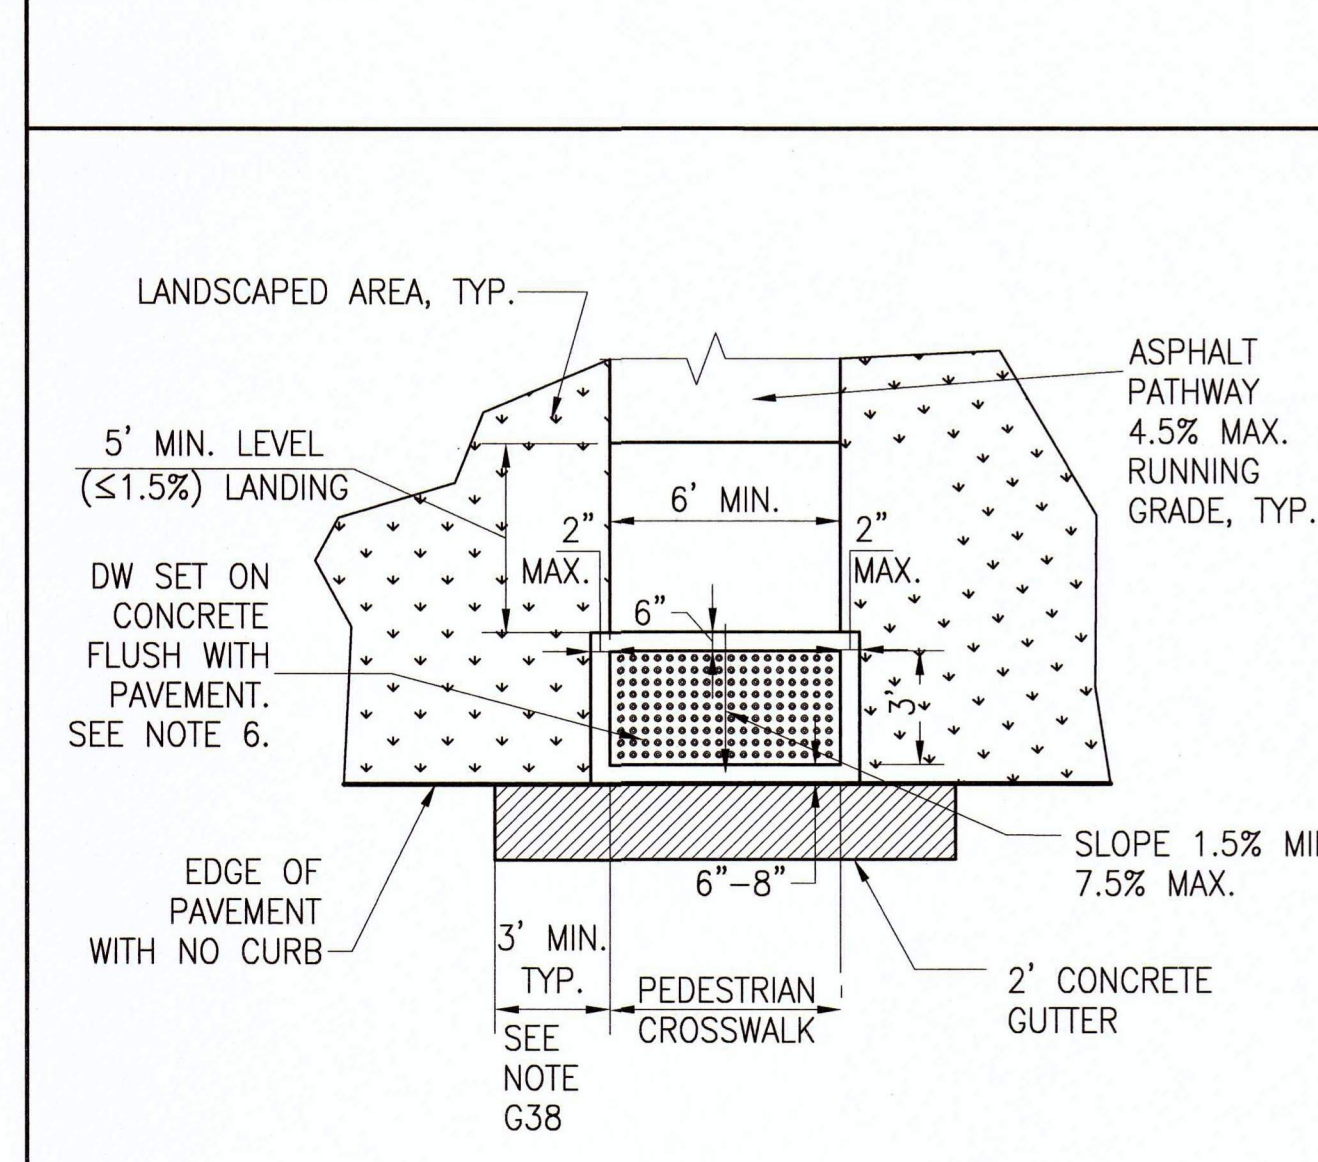 LANDSCAPED AREA, TYP.
ASPHALT
PATHWAY
4.5% MAX.
RUNNING
GRADE, TYP.
5' MIN. LEVEL
(≤1.5%) LANDING
6' MIN.
2"
MAX.
2"
MAX.
6"
DW SET ON
CONCRETE
FLUSH WITH
PAVEMENT.
SEE NOTE 6.
3'
SLOPE 1.5%
7.5% MAX.
EDGE OF
PAVEMENT
WITH NO CURB
6"-8"
3' MIN.
TYP.
SEE
NOTE
G38
PEDESTRIAN
CROSSWALK
2' CONCRETE
GUTTER